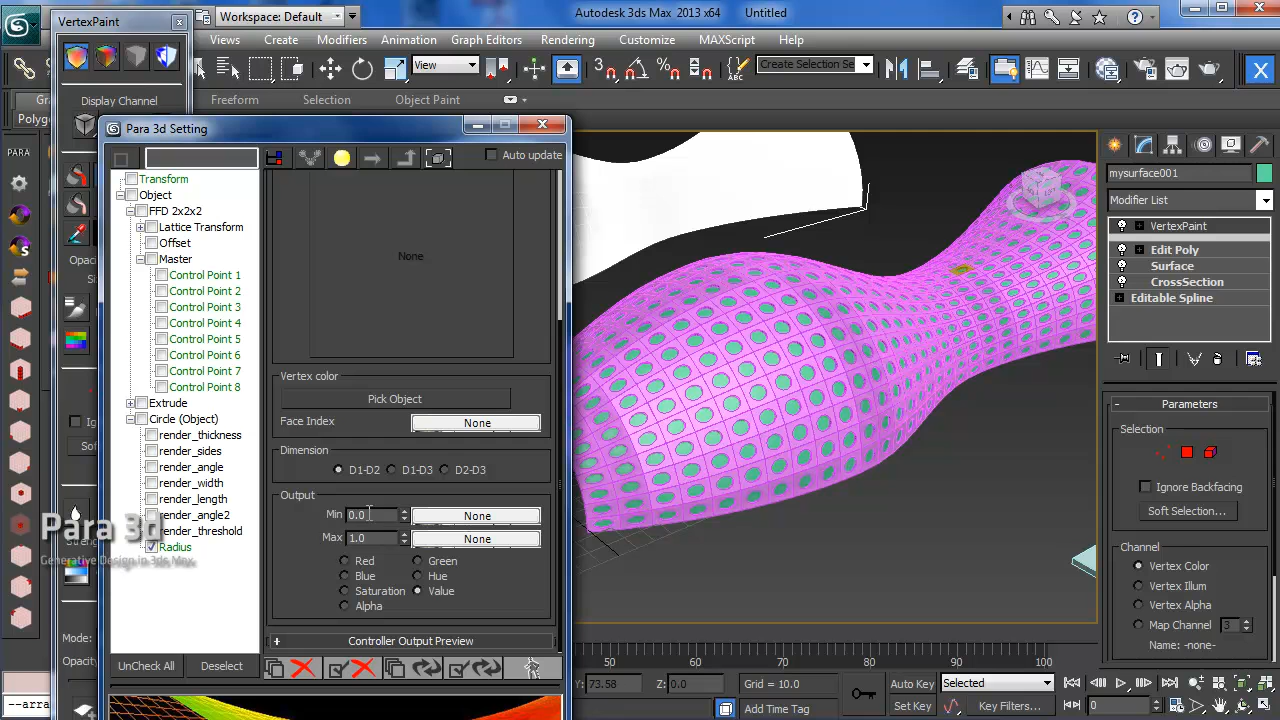 VertexPaint
Workspace: Default
Autodesk 3ds Max 2013 x64
Untitled
Views
Create
Modifiers
Animation
Graph Editors
Rendering
Customize
MAXScript
Help
View
Create Selection Se
Display Channel
Freeform
Selection
Object Paint
Polyg
Para 3d Setting
Auto update
PARA
Transform
Object
FFD 2x2x2
Lattice Transform
Offset
Master
Control Point 1
Control Point 2
Control Point 3
Control Point 4
Control Point 5
Control Point 6
Control Point 7
Control Point 8
Extrude
Circle (Object)
render_thickness
render_sides
render_angle
render_width
render_length
render_angle2
render_threshold
Radius
None
Vertex color
Pick Object
Face Index
None
Dimension
D1-D2
D1-D3
D2-D3
Output
Min
0.0
None
Max
1.0
None
Red
Green
Blue
Hue
Saturation
Value
Alpha
Controller Output Preview
UnCheck All
Deselect
Opac
Mode:
Opacity
Para 3d
Generative Design in 3ds Max
mysurface001
Modifier List
VertexPaint
Edit Poly
Surface
CrossSection
Editable Spline
Parameters
Selection
Ignore Backfacing
Soft Selection...
Channel
Vertex Color
Vertex Illum
Vertex Alpha
Map Channel
3
Name: -none-
50
60
70
80
90
100
Y:
73.58
Z:
0.0
Grid = 10.0
Add Time Tag
Auto Key
Selected
Set Key
Key Filters...
0
--array